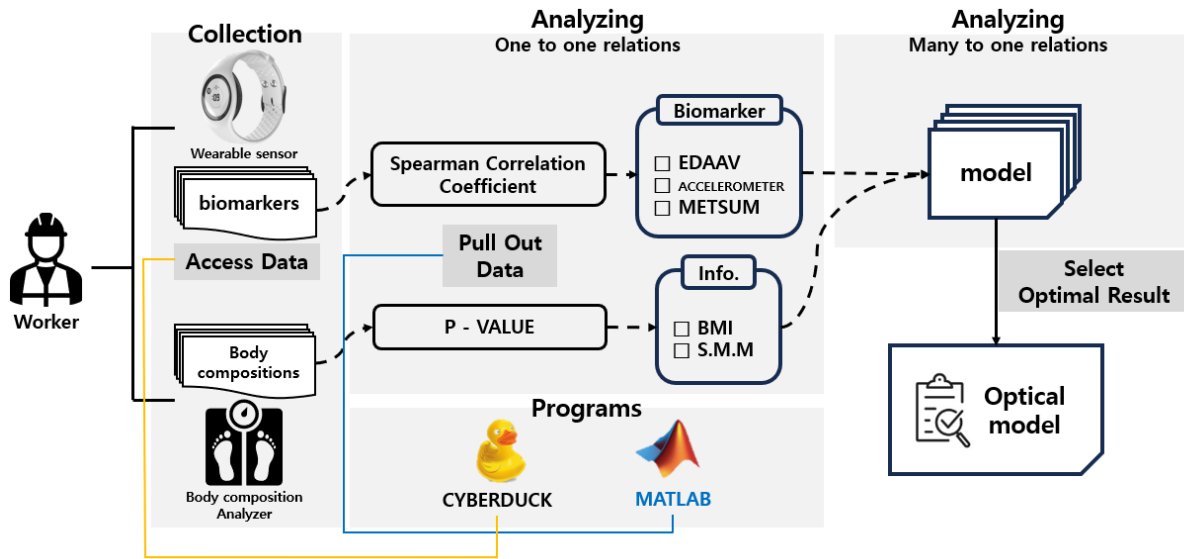 Collection
Analyzing
One to one relations
Analyzing
Many to one relations
Wearable sensor
biomarkers
Access Data
Worker
Body
compositions
Body composition
Analyzer
Spearman Correlation
Coefficient
Pull Out
Data
P - VALUE
Biomarker
EDAAV
ACCELEROMETER
METSUM
Info.
BMI
S.M.M
Programs
CYBERDUCK
MATLAB
model
Select
Optimal Result
Optical
model